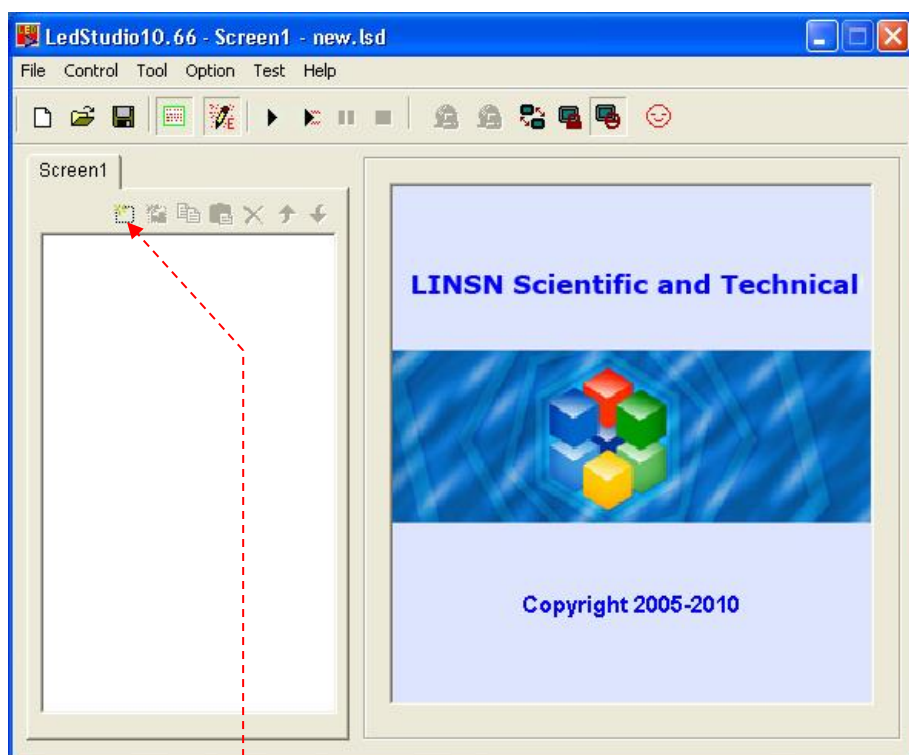 LedStudio10.66 - Screen1 - new.lsd
File Control Tool Option Test Help
E
Screen1
LINSN Scientific and Technical
Copyright 2005-2010